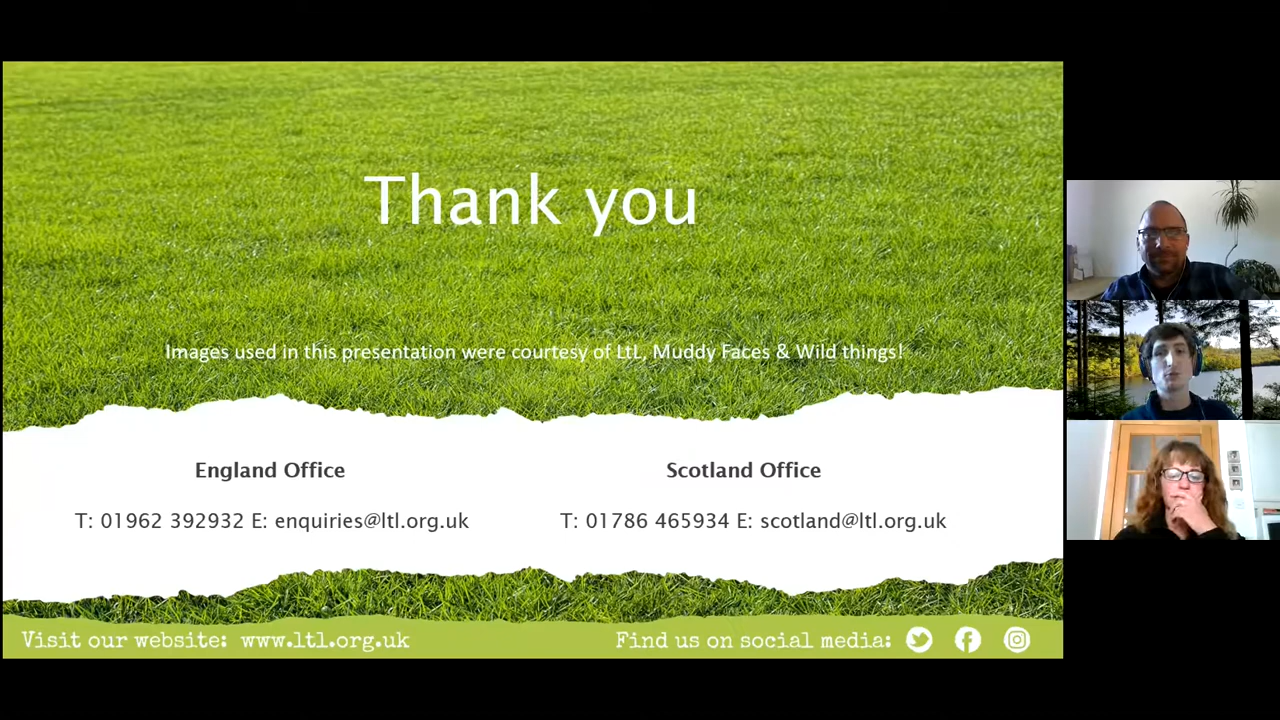 Thank you
Images used in this presentation were courtesy of LtL, Muddy Faces & Wild things!
England Office
T: 01962 392932 E: enquiries@ltl.org.uk
Scotland Office
T: 01786 465934 E: scotland@ltl.org.uk
Visit our website: www.ltl.org.uk
Find us on social media: